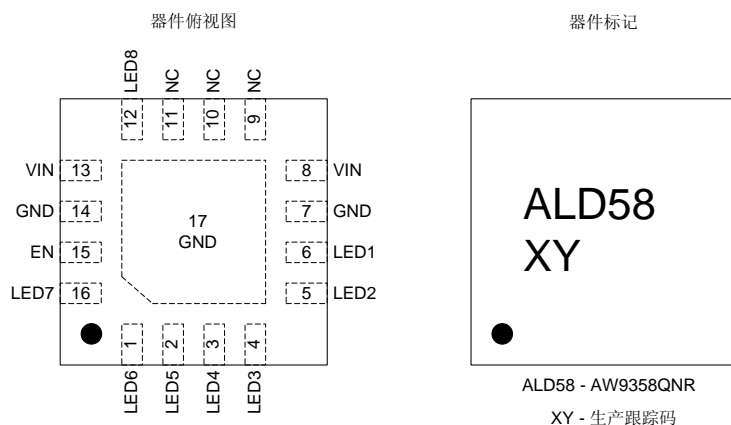 器件俯视图
器件标记
LED8
NC
NC
NC
12
11
10
9
VIN
13
8
VIN
GND
14
17
GND
7
GND
EN
15
6
LED1
LED7
16
5
LED2
1
2
3
4
LED6
LED5
LED4
LED3
ALD58
XY
ALD58 - AW9358QNR
XY - 生产跟踪码